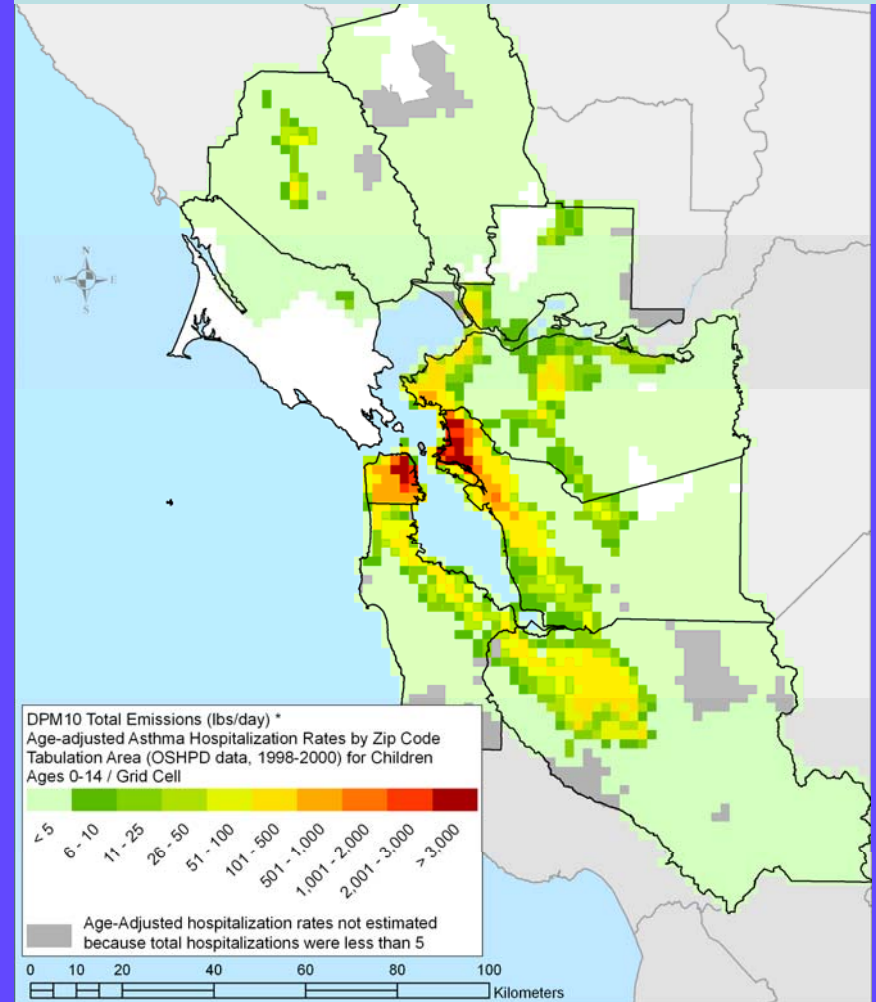 N
W E
S
DPM10 Total Emissions (lbs/day) *
Age-adjusted Asthma Hospitalization Rates by Zip Code
Tabulation Area (OSHPD data, 1998-2000) for Children
Ages 0-14 / Grid Cell
< 5
6 - 10
11 - 25
26 - 50
51 - 100
101 - 500
501 - 1,000
1,001 - 2,000
2,001 - 3,000
> 3,000
Age-Adjusted hospitalization rates not estimated
because total hospitalizations were less than 5
0 10 20 40 60 80 100
Kilometers